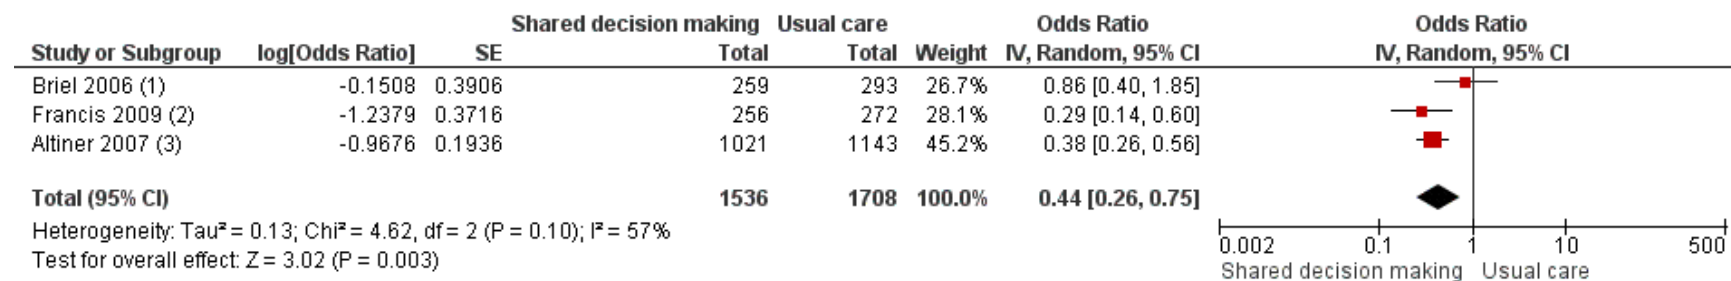 Shared decision making Usual care Odds Ratio Odds Ratio
Study or Subgroup log[Odds Ratio] SE Total Total Weight IV, Random, 95% CI IV, Random, 95% CI
Briel 2006 (1) -0.1508 0.3906 259 293 26.7% 0.86 [0.40, 1.85]
Francis 2009 (2) -1.2379 0.3716 256 272 28.1% 0.29 [0.14, 0.60]
Altiner 2007 (3) -0.9676 0.1936 1021 1143 45.2% 0.38 [0.26, 0.56]
Total (95% CI) 1536 1708 100.0% 0.44 [0.26, 0.75]
Heterogeneity: Tau² = 0.13; Chi² = 4.62, df = 2 (P = 0.10); I² = 57%
Test for overall effect: Z = 3.02 (P = 0.003)
0.002 0.1 1 10 500
Shared decision making Usual care